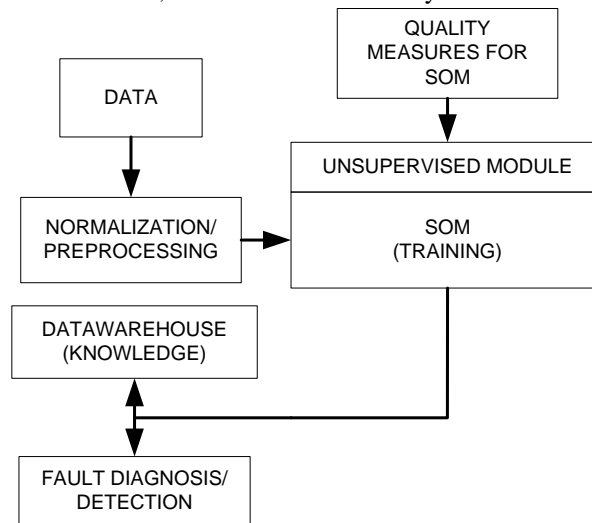 QUALITY
MEASURES FOR
SOM
DATA
UNSUPERVISED MODULE
NORMALIZATION/
PREPROCESSING
SOM
(TRAINING)
DATAWAREHOUSE
(KNOWLEDGE)
FAULT DIAGNOSIS/
DETECTION